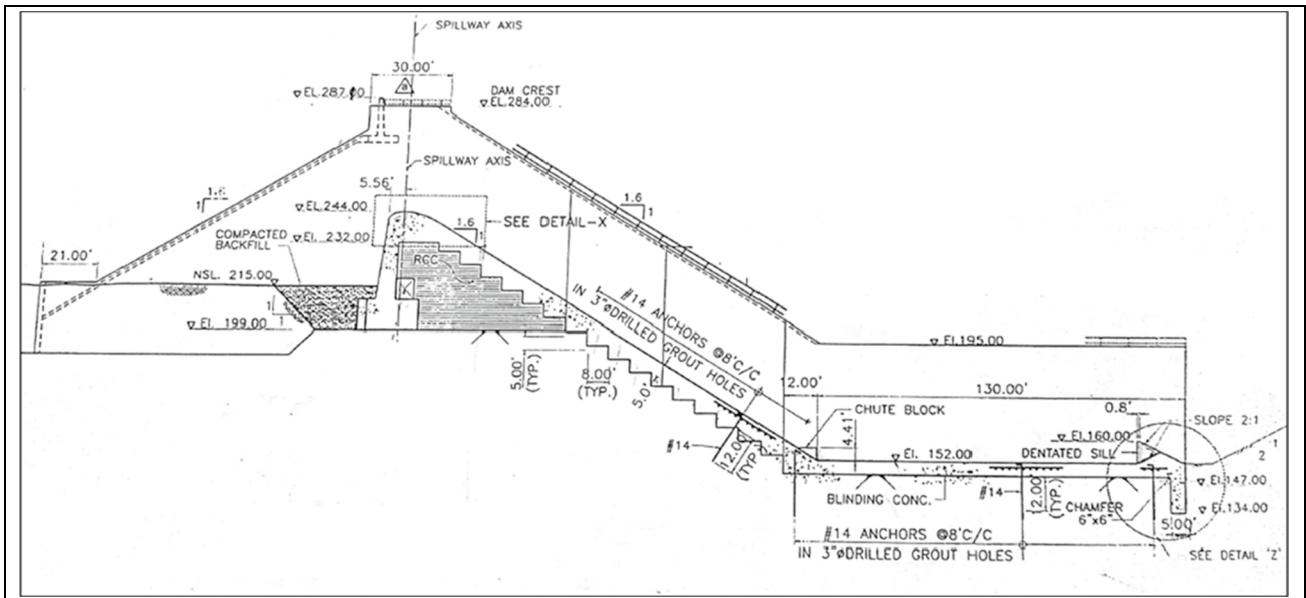 SPILLWAY AXIS
30.00'
a
EL.287.00
DAM CREST
EL.284.00
SPILLWAY AXIS
5.56'
1.6
1
EL.244.00
SEE DETAIL-X
1.6
1
1.6
1
COMPACTED
BACKFILL
El. 232.00
RCC
21.00'
NSL. 215.00
1
1
El. 199.00
#14 ANCHORS @8'C/C
IN 3"øDRILLED GROUT HOLES
El.195.00
5.00'
(TYP.)
8.00'
(TYP.)
5.0'
12.00'
130.00'
CHUTE BLOCK
4.41'
0.8'
SLOPE 2:1
El.160.00
DENTATED SILL
1
2
#14
12.00'
(TYP.
El. 152.00
BLINDING CONC.
#14
12.00'
(TYP.)
CHAMFER
6"x6"
El.147.00
El.134.00
5.00'
#14 ANCHORS @8'C/C
IN 3"øDRILLED GROUT HOLES
SEE DETAIL 'Z'